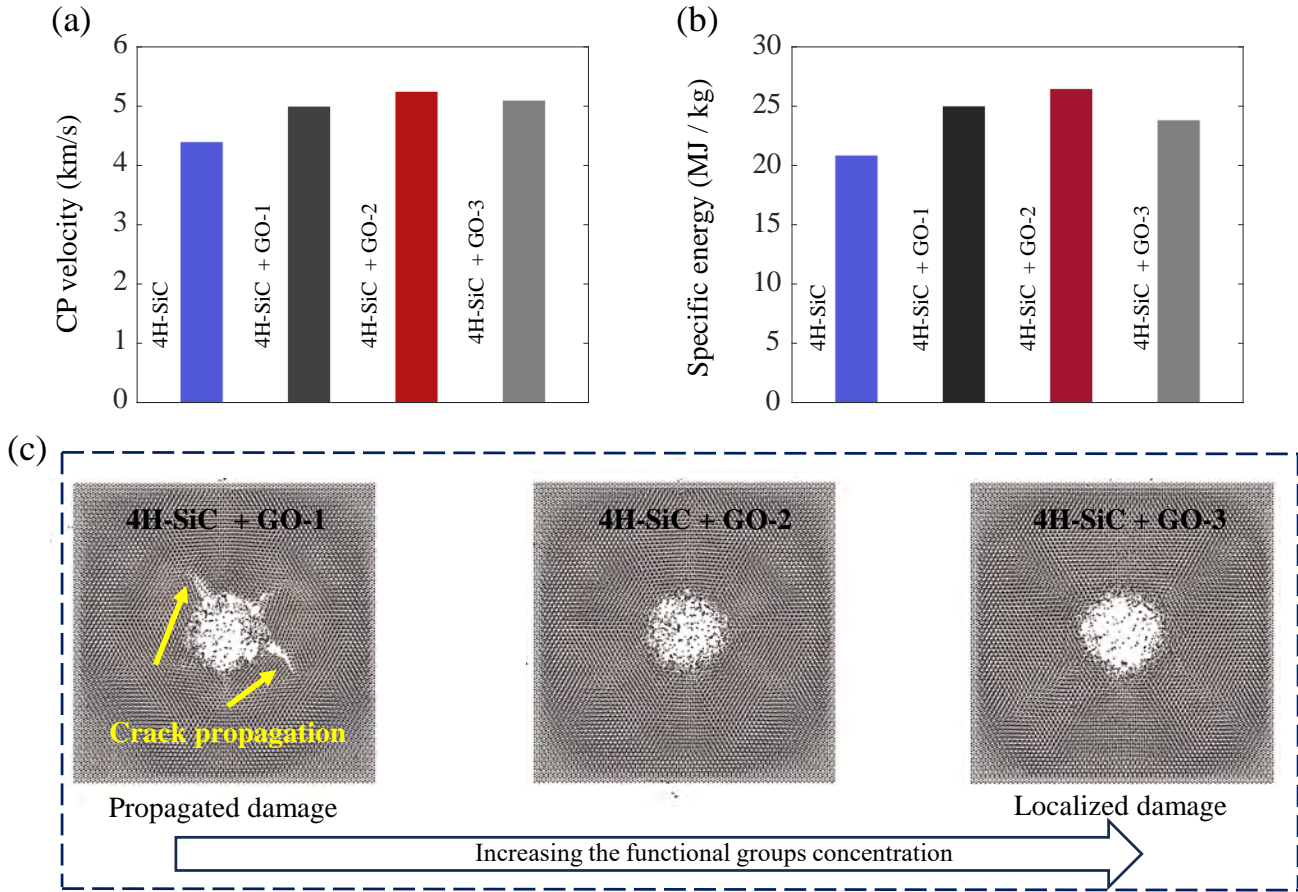 (a)
6
5
4
3
2
1
0
CP velocity (km/s)
4H-SiC
4H-SiC + GO-1
4H-SiC + GO-2
4H-SiC + GO-3
(b)
30
25
20
15
10
5
0
Specific energy (MJ / kg)
4H-SiC
4H-SiC + GO-1
4H-SiC + GO-2
4H-SiC + GO-3
(c)
4H-SiC + GO-1
Crack propagation
Propagated damage
4H-SiC + GO-2
4H-SiC + GO-3
Localized damage
Increasing the functional groups concentration